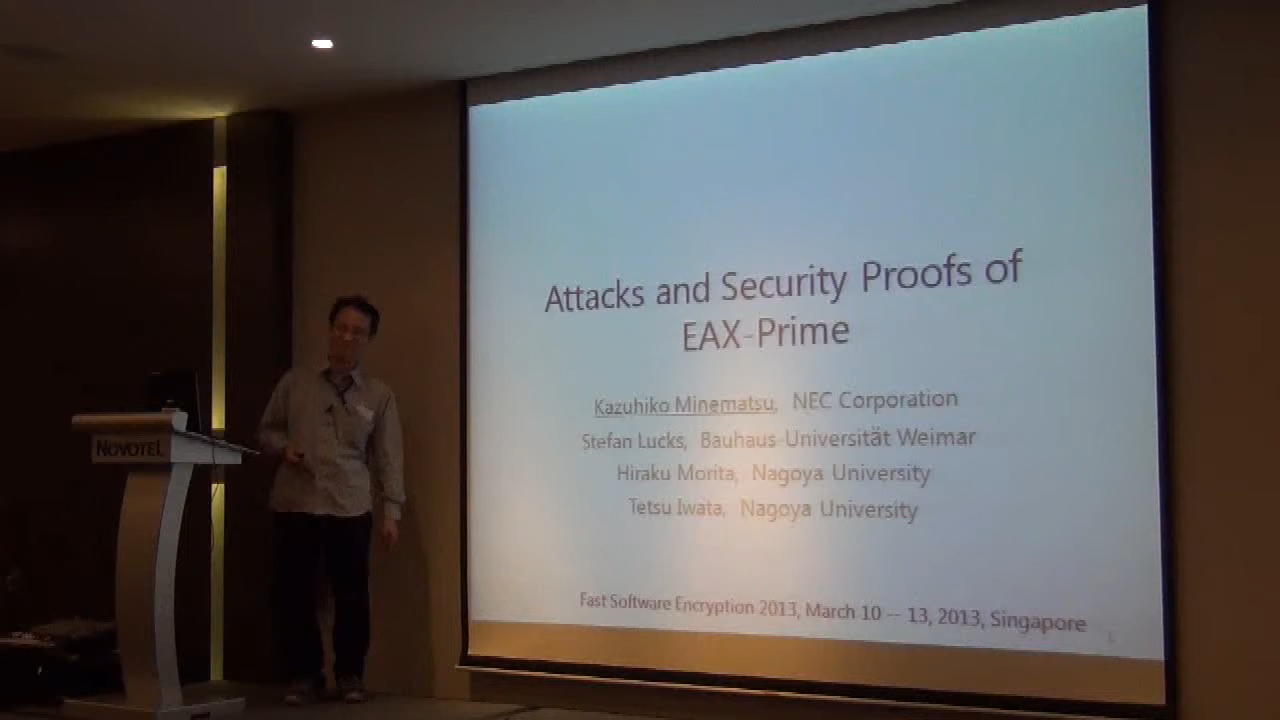 Attacks and Security Proofs of
EAX-Prime
Kazuhiko Minematsu, NEC Corporation
Stefan Lucks, Bauhaus-Universität Weimar
Hiraku Morita, Nagoya University
Tetsu Iwata, Nagoya University
Fast Software Encryption 2013, March 10 -- 13, 2013, Singapore
NOVOTEL